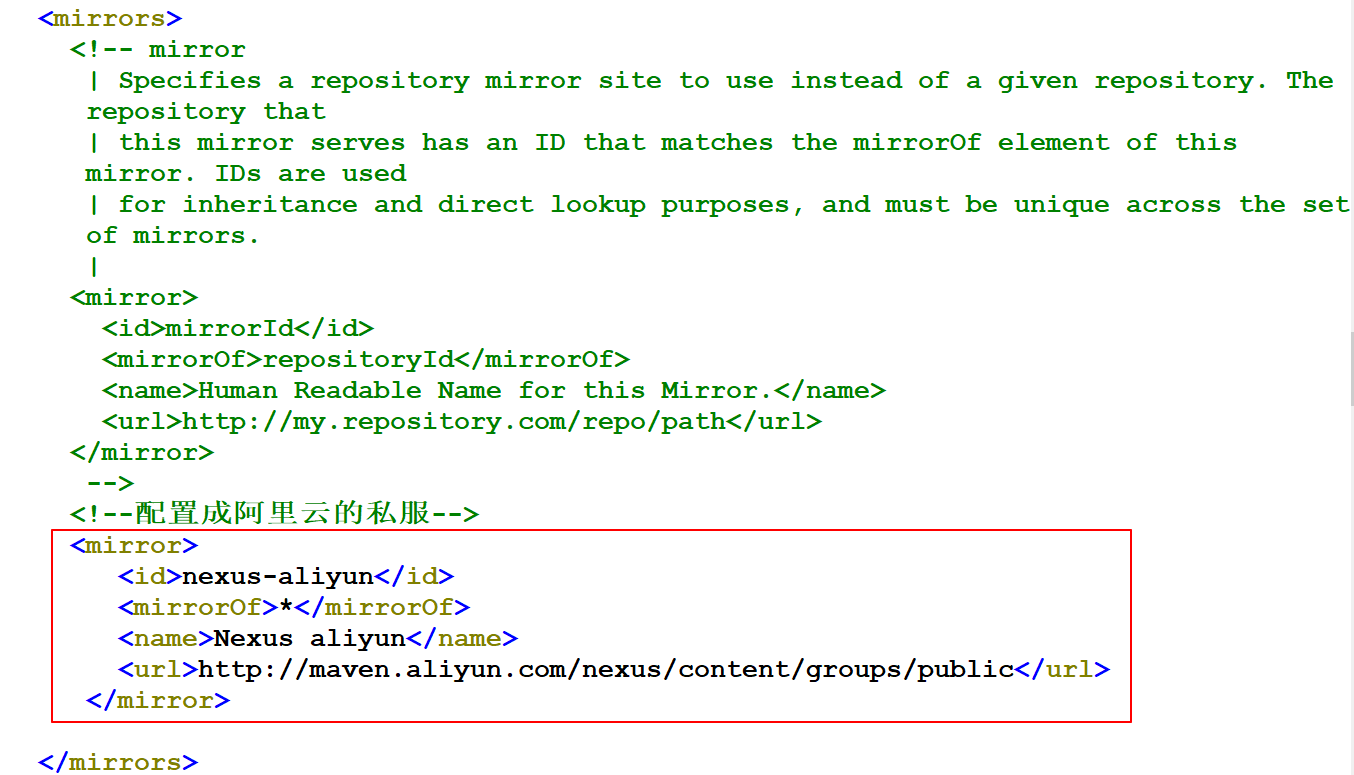 <mirrors>
<!-- mirror
| Specifies a repository mirror site to use instead of a given repository. The
repository that
| this mirror serves has an ID that matches the mirrorOf element of this
mirror. IDs are used
| for inheritance and direct lookup purposes, and must be unique across the set
of mirrors.
|
<mirror>
<id>mirrorId</id>
<mirrorOf>repositoryId</mirrorOf>
<name>Human Readable Name for this Mirror.</name>
<url>http://my.repository.com/repo/path</url>
</mirror>
-->
<!--配置成阿里云的私服-->
<mirror>
<id>nexus-aliyun</id>
<mirrorOf>*</mirrorOf>
<name>Nexus aliyun</name>
<url>http://maven.aliyun.com/nexus/content/groups/public</url>
</mirror>
</mirrors>